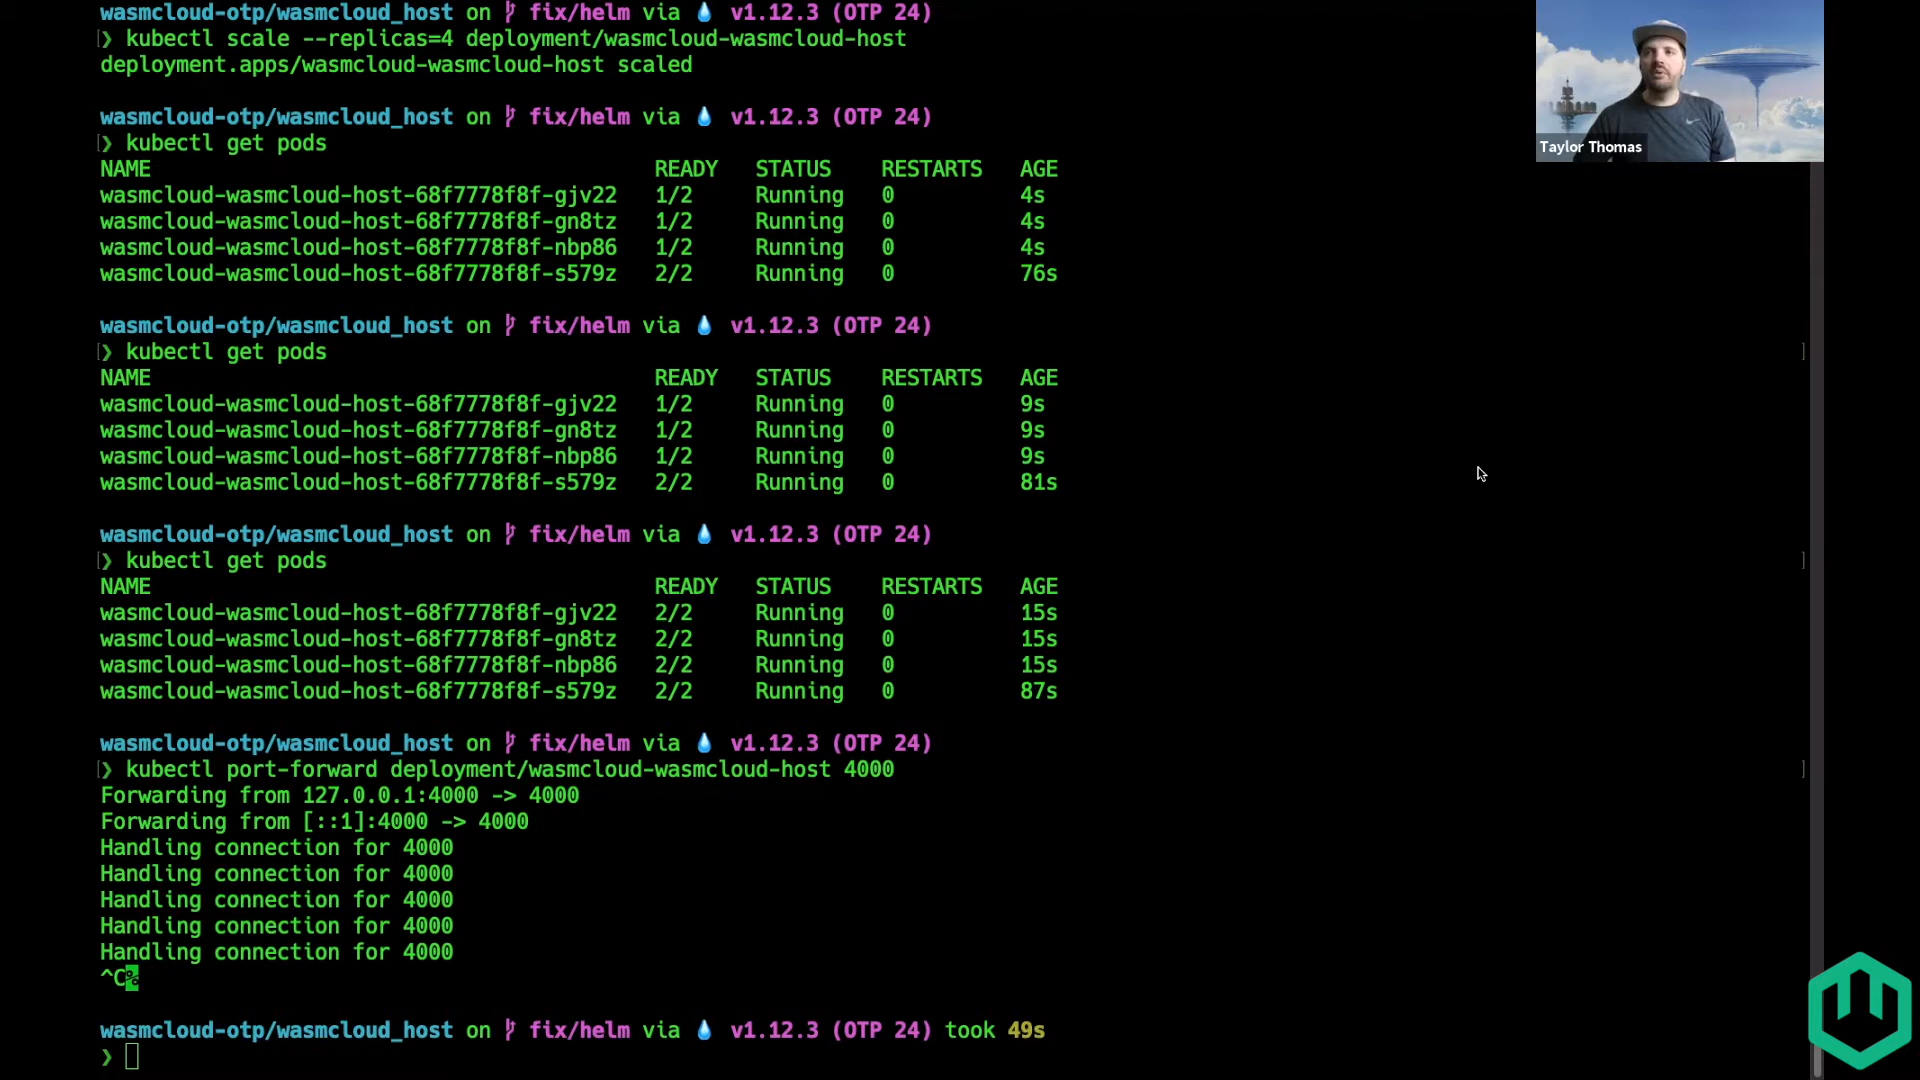 wasmcloud-otp/wasmcloud_host on fix/helm via 💧 v1.12.3 (OTP 24)
❯ kubectl scale --replicas=4 deployment/wasmcloud-wasmcloud-host
deployment.apps/wasmcloud-wasmcloud-host scaled
wasmcloud-otp/wasmcloud_host on fix/helm via 💧 v1.12.3 (OTP 24)
❯ kubectl get pods
NAME READY STATUS RESTARTS AGE
wasmcloud-wasmcloud-host-68f7778f8f-gjv22 1/2 Running 0 4s
wasmcloud-wasmcloud-host-68f7778f8f-gn8tz 1/2 Running 0 4s
wasmcloud-wasmcloud-host-68f7778f8f-nbp86 1/2 Running 0 4s
wasmcloud-wasmcloud-host-68f7778f8f-s579z 2/2 Running 0 76s
wasmcloud-otp/wasmcloud_host on fix/helm via 💧 v1.12.3 (OTP 24)
❯ kubectl get pods
NAME READY STATUS RESTARTS AGE
wasmcloud-wasmcloud-host-68f7778f8f-gjv22 1/2 Running 0 9s
wasmcloud-wasmcloud-host-68f7778f8f-gn8tz 1/2 Running 0 9s
wasmcloud-wasmcloud-host-68f7778f8f-nbp86 1/2 Running 0 9s
wasmcloud-wasmcloud-host-68f7778f8f-s579z 2/2 Running 0 81s
wasmcloud-otp/wasmcloud_host on fix/helm via 💧 v1.12.3 (OTP 24)
❯ kubectl get pods
NAME READY STATUS RESTARTS AGE
wasmcloud-wasmcloud-host-68f7778f8f-gjv22 2/2 Running 0 15s
wasmcloud-wasmcloud-host-68f7778f8f-gn8tz 2/2 Running 0 15s
wasmcloud-wasmcloud-host-68f7778f8f-nbp86 2/2 Running 0 15s
wasmcloud-wasmcloud-host-68f7778f8f-s579z 2/2 Running 0 87s
wasmcloud-otp/wasmcloud_host on fix/helm via 💧 v1.12.3 (OTP 24)
❯ kubectl port-forward deployment/wasmcloud-wasmcloud-host 4000
Forwarding from 127.0.0.1:4000 -> 4000
Forwarding from [::1]:4000 -> 4000
Handling connection for 4000
Handling connection for 4000
Handling connection for 4000
Handling connection for 4000
Handling connection for 4000
^C%
wasmcloud-otp/wasmcloud_host on fix/helm via 💧 v1.12.3 (OTP 24) took 49s
❯
Taylor Thomas